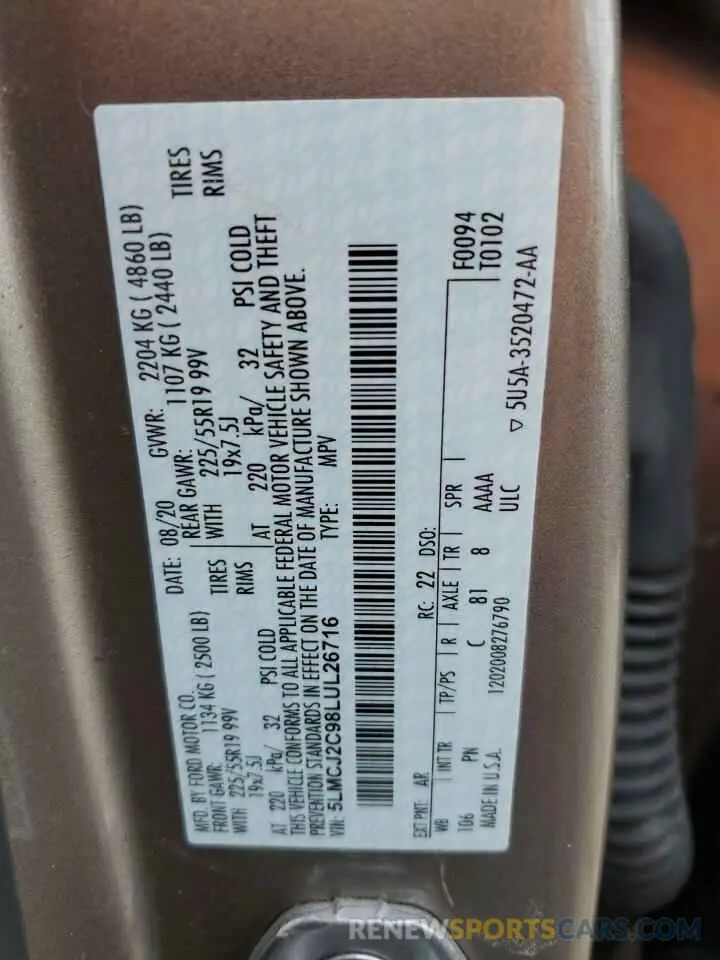 MFD. BY FORD MOTOR CO.
DATE: 08/20 GVWR: 2204 KG ( 4860 LB)
FRONT GAWR: 1134 KG ( 2500 LB) REAR GAWR: 1107 KG ( 2440 LB)
WITH 225/55R19 99V TIRES WITH 225/55R19 99V TIRES
19x7.5J RIMS 19x7.5J RIMS
AT 220 kPa/ 32 PSI COLD AT 220 kPa/ 32 PSI COLD
THIS VEHICLE CONFORMS TO ALL APPLICABLE FEDERAL MOTOR VEHICLE SAFETY AND THEFT
PREVENTION STANDARDS IN EFFECT ON THE DATE OF MANUFACTURE SHOWN ABOVE.
VIN: 5LMCJ2C98LUL26716 TYPE: MPV
EXT PNT: AR RC: 22 DSO: F0094
T0102
WB INT TR TP/PS R AXLE TR SPR
106 PN C 81 8 AAAA
MADE IN U.S.A. 1202008276790 ULC
▽ 5U5A-3520472-AA
RENEWSPORTSCARS.COM